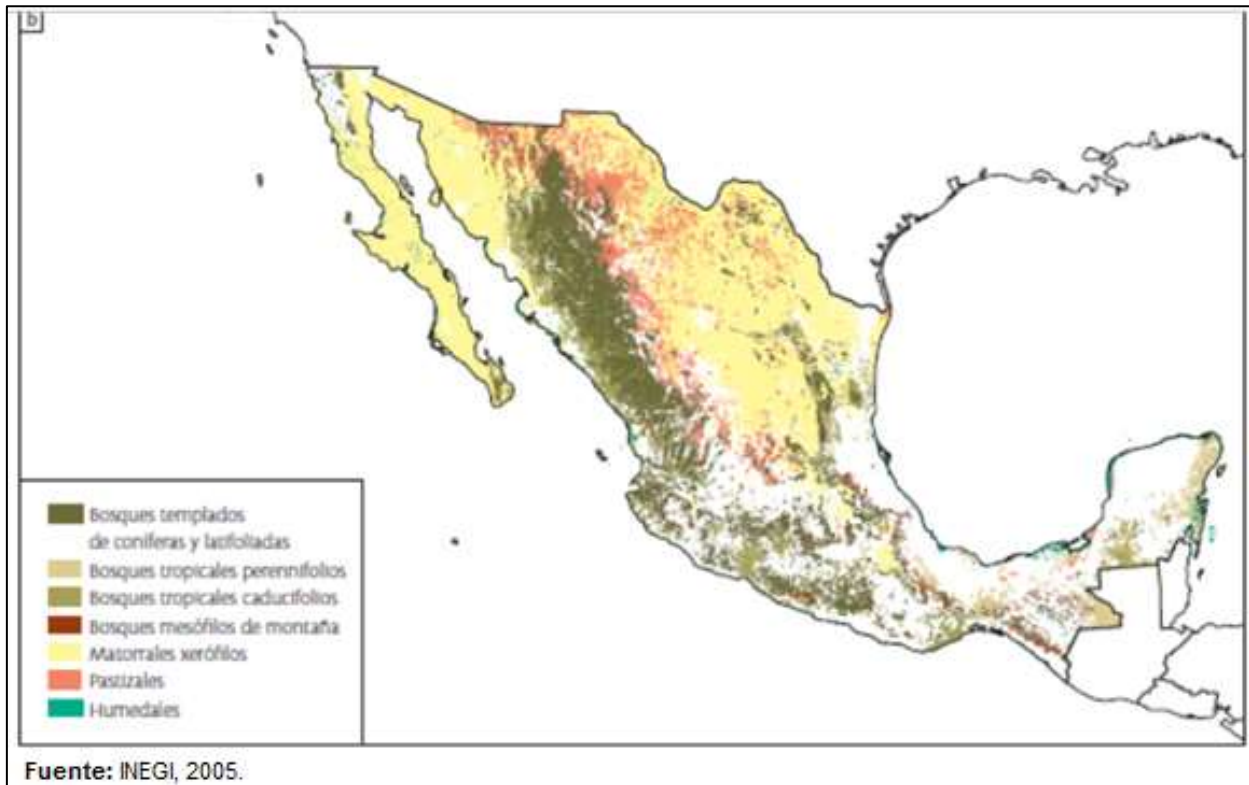 b
Bosques templados
de coníferas y latifoliadas
Bosques tropicales perennifolios
Bosques tropicales caducifolios
Bosques mesófilos de montaña
Matorrales xerófilos
Pastizales
Humedales
Fuente: INEGI, 2005.